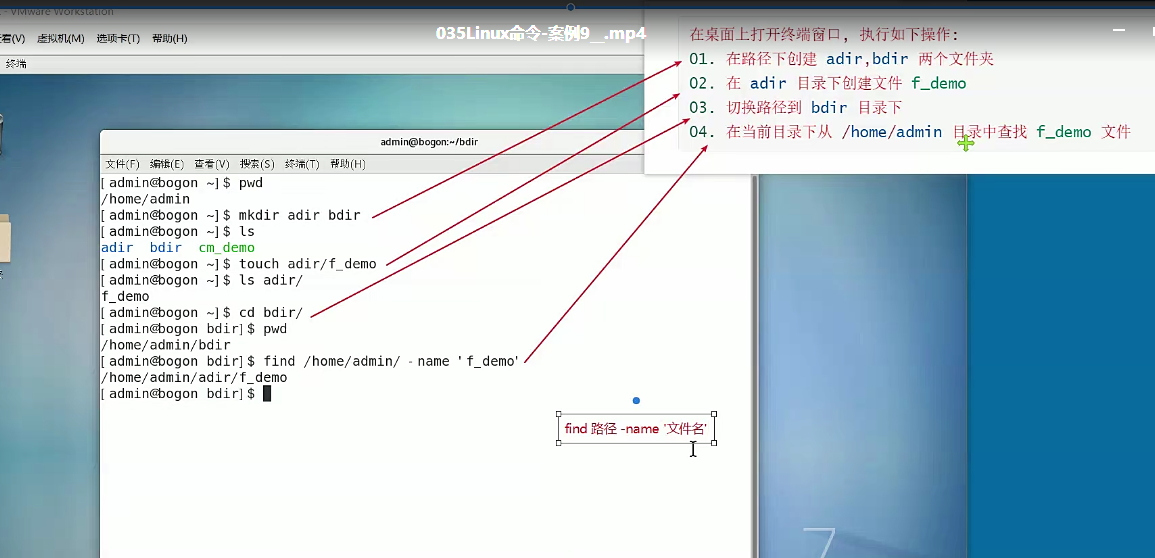 VMware Workstation
035Linux命令-案例9__.mp4
查看(V) 虚拟机(M) 选项卡(T) 帮助(H)
终端
在桌面上打开终端窗口，执行如下操作:
01. 在路径下创建 adir,bdir 两个文件夹
02. 在 adir 目录下创建文件 f_demo
03. 切换路径到 bdir 目录下
04. 在当前目录下从 /home/admin 目录中查找 f_demo 文件
admin@bogon:~/bdir
文件(F) 编辑(E) 查看(V) 搜索(S) 终端(T) 帮助(H)
[admin@bogon ~]$ pwd
/home/admin
[admin@bogon ~]$ mkdir adir bdir
[admin@bogon ~]$ ls
adir bdir cm_demo
[admin@bogon ~]$ touch adir/f_demo
[admin@bogon ~]$ ls adir/
f_demo
[admin@bogon ~]$ cd bdir/
[admin@bogon bdir]$ pwd
/home/admin/bdir
[admin@bogon bdir]$ find /home/admin/ -name 'f_demo'
/home/admin/adir/f_demo
[admin@bogon bdir]$
find 路径 -name '文件名'
7